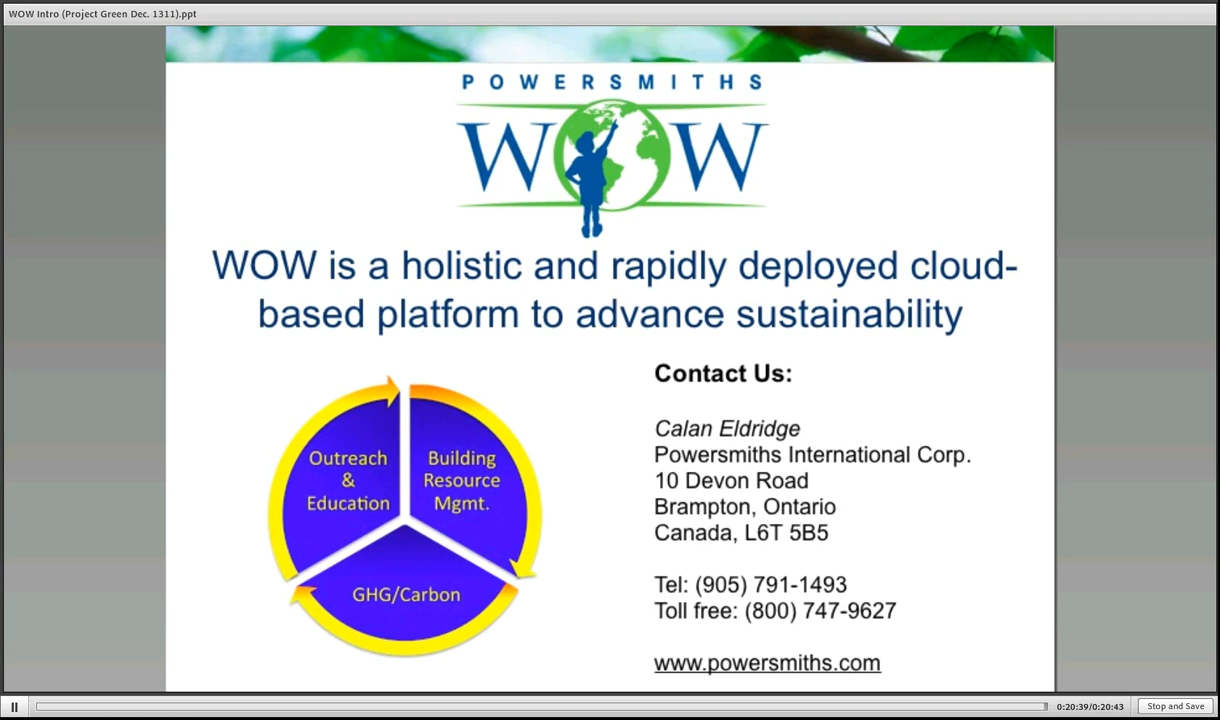 WOW Intro (Project Green Dec. 1311).ppt
POWERSMITHS
WOW
WOW is a holistic and rapidly deployed cloud-
based platform to advance sustainability
Outreach
&
Education
Building
Resource
Mgmt.
GHG/Carbon
Contact Us:
Calan Eldridge
Powersmiths International Corp.
10 Devon Road
Brampton, Ontario
Canada, L6T 5B5
Tel: (905) 791-1493
Toll free: (800) 747-9627
www.powersmiths.com
0:20:39/0:20:43
Stop and Save